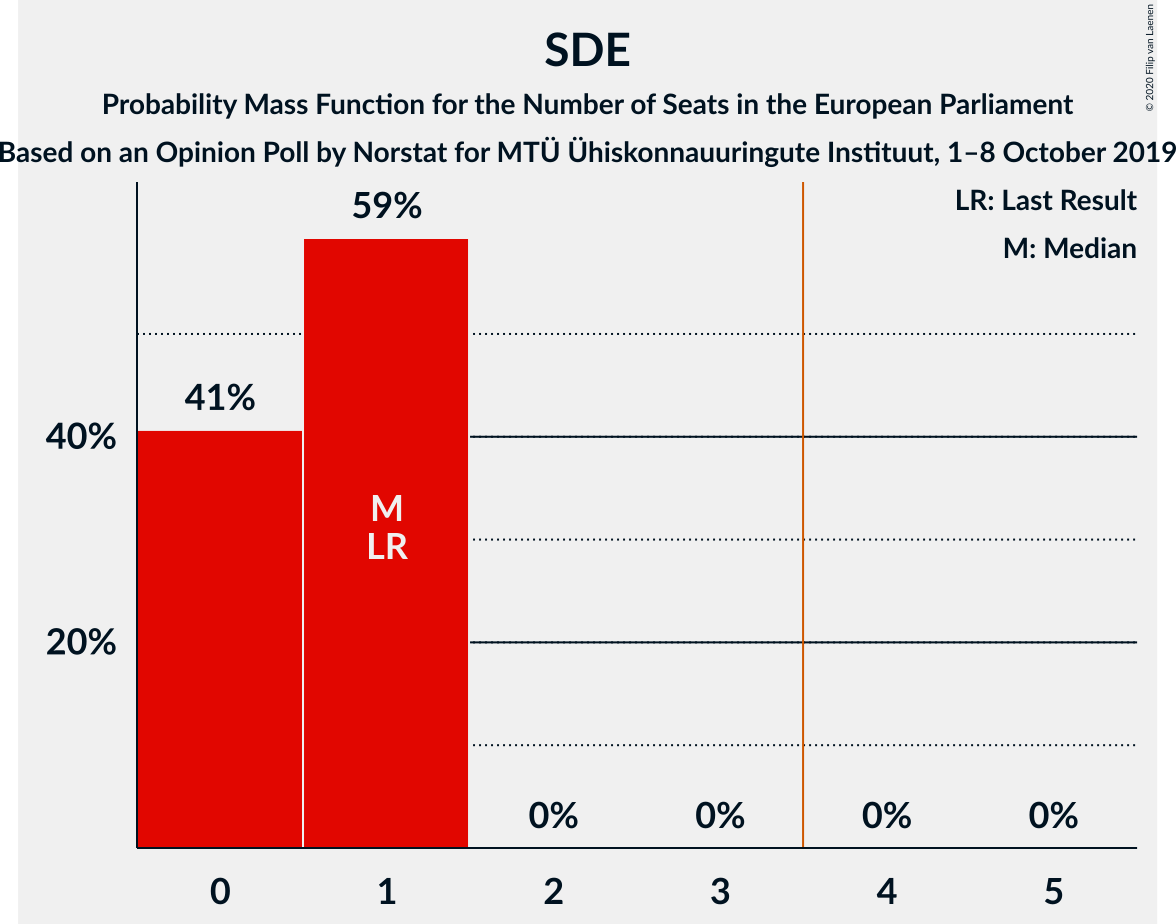 SDE
Probability Mass Function for the Number of Seats in the European Parliament
Based on an Opinion Poll by Norstat for MTÜ Ühiskonnauuringute Instituut, 1–8 October 2019
© 2020 Filip van Laenen
LR: Last Result
M: Median
59%
41%
40%
M
LR
20%
0% 0% 0% 0%
0 1 2 3 4 5